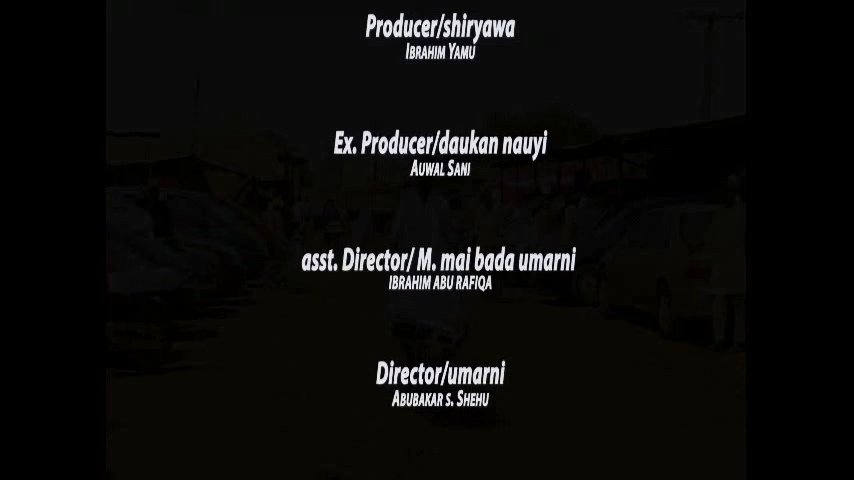 Producer/shiryawa
IBRAHIM YAMU
Ex. Producer/daukan nauyi
AUWAL SANI
asst. Director/ M. mai bada umarni
IBRAHIM ABU RAFIQA
Director/umarni
ABUBAKAR S. SHEHU